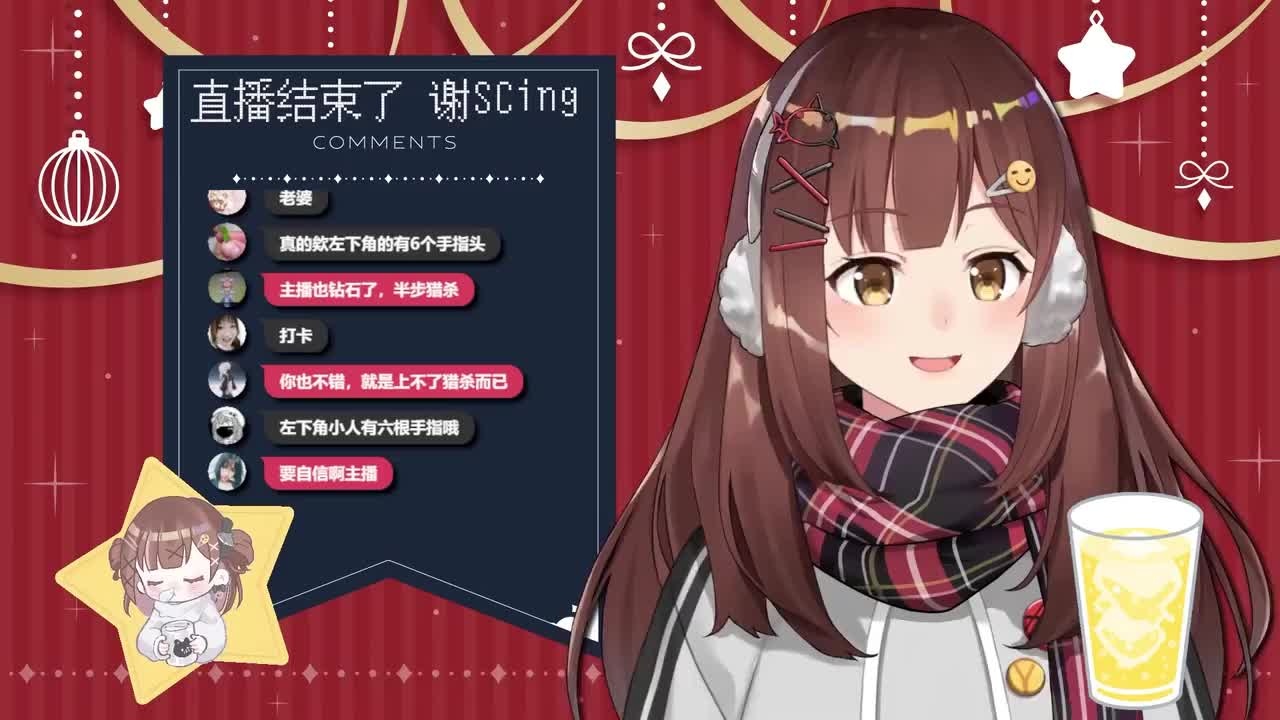 直播结束了 谢SCing
COMMENTS
老婆
真的欸左下角的有6个手指头
主播也钻石了，半步猎杀
打卡
你也不错，就是上不了猎杀而已
左下角小人有六根手指哦
要自信啊主播
Y